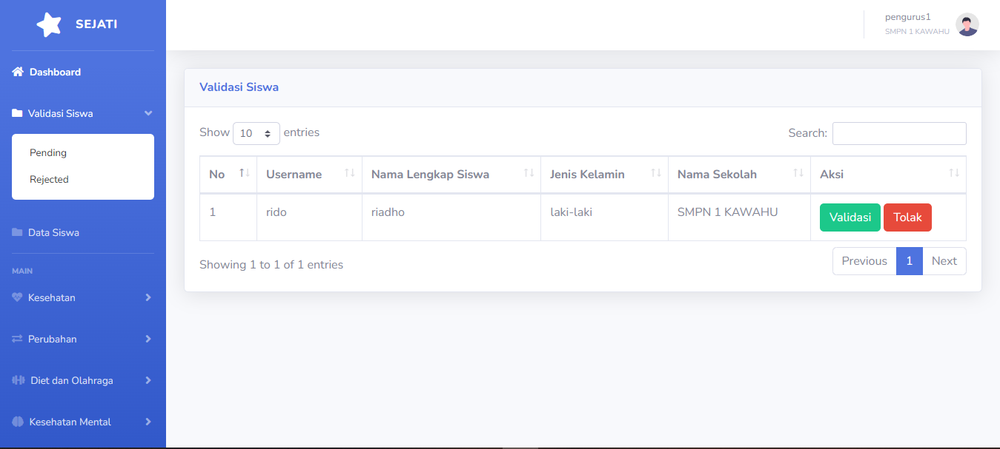 SEJATI
pengurus1
SMPN 1 KAWAHU
Dashboard
Validasi Siswa
Pending
Rejected
Data Siswa
MAIN
Kesehatan
Perubahan
Diet dan Olahraga
Kesehatan Mental
Validasi Siswa
Show 10 entries
Search:
No Username Nama Lengkap Siswa Jenis Kelamin Nama Sekolah Aksi
1 rido riadho laki-laki SMPN 1 KAWAHU Validasi Tolak
Showing 1 to 1 of 1 entries
Previous 1 Next